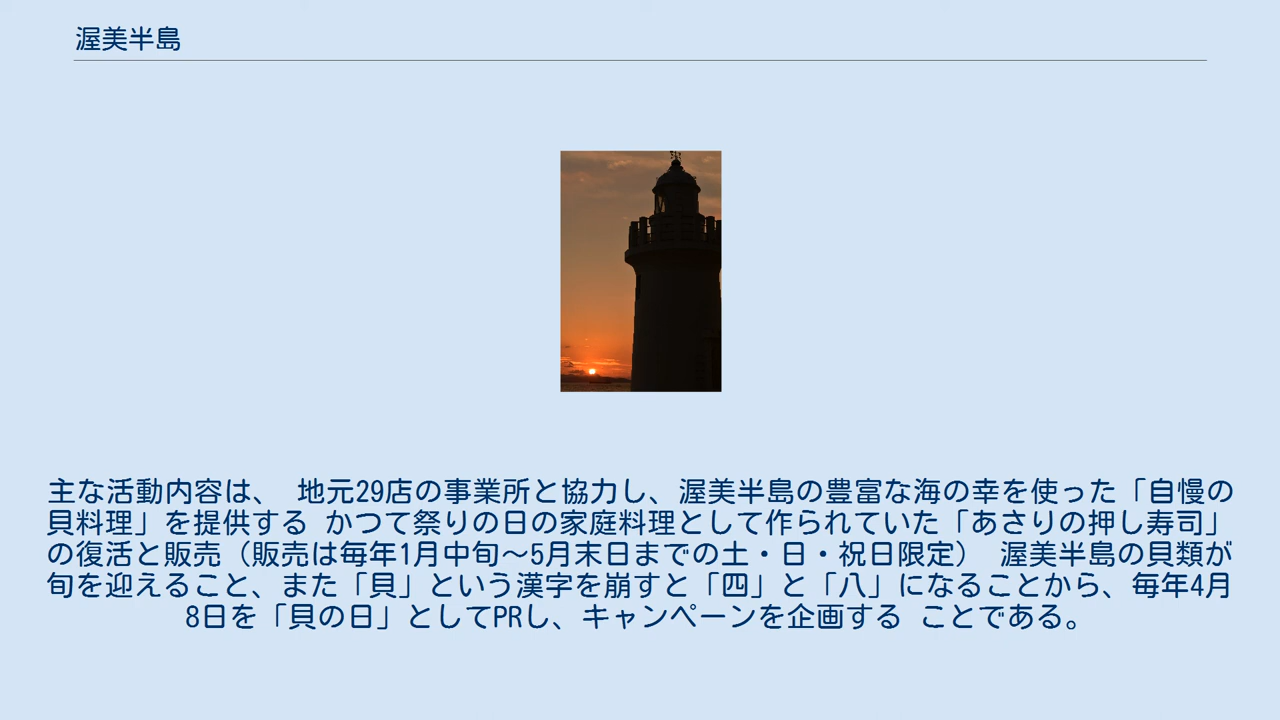 渥美半島
主な活動内容は、 地元29店の事業所と協力し、渥美半島の豊富な海の幸を使った「自慢の
貝料理」を提供する かつて祭りの日の家庭料理として作られていた「あさりの押し寿司」
の復活と販売（販売は毎年1月中旬～5月末日までの土・日・祝日限定） 渥美半島の貝類が
旬を迎えること、また「貝」という漢字を崩すと「四」と「八」になることから、毎年4月
8日を「貝の日」としてPRし、キャンペーンを企画する ことである。